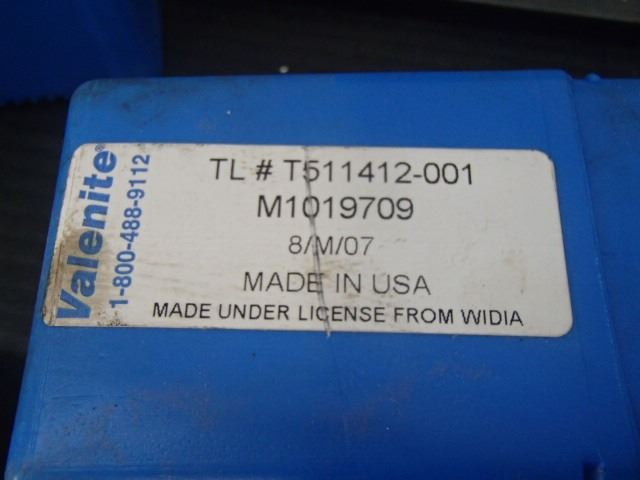 Valenite®
1-800-488-9112
TL # T511412-001
M1019709
8/M/07
MADE IN USA
MADE UNDER LICENSE FROM WIDIA